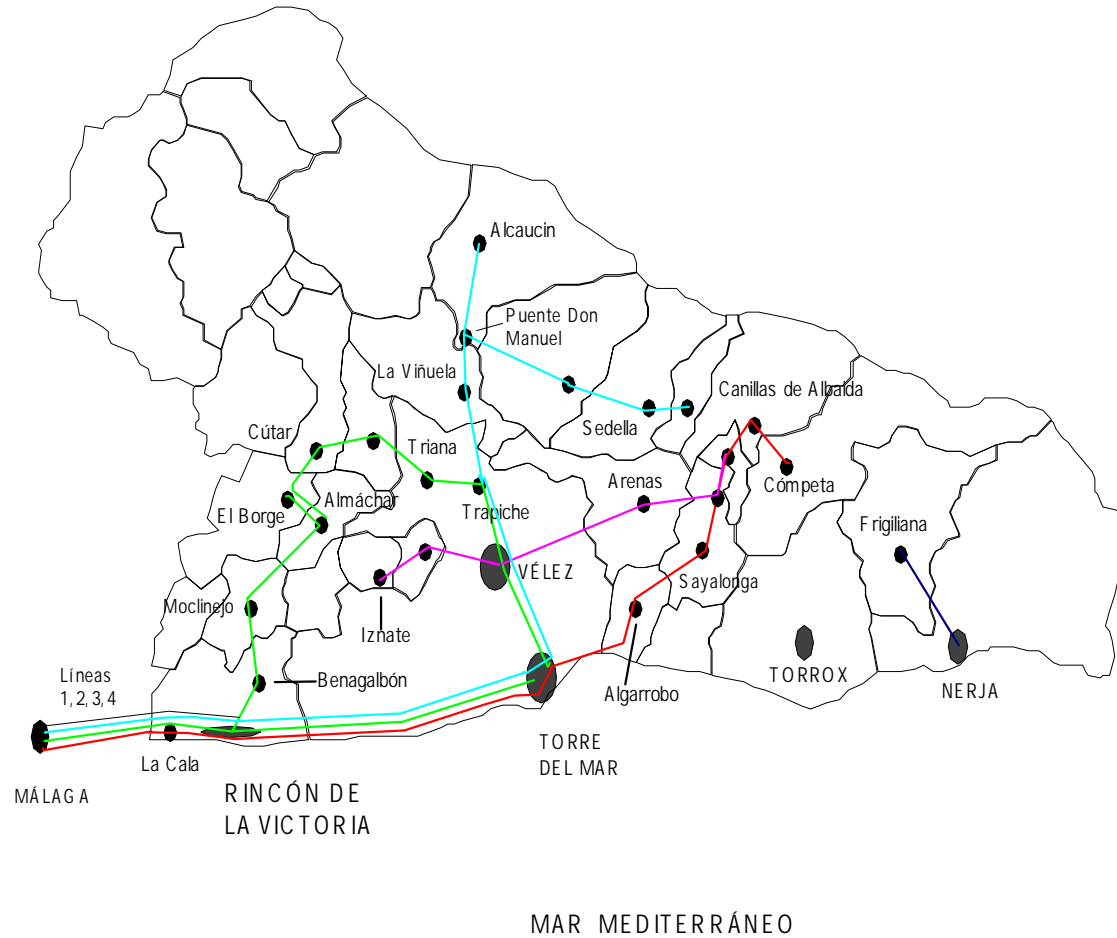 Alcaucin
Puente Don
Manuel
La Viñuela
Canillas de Albaida
Cútar
Triana
Sedella
Arenas
Cómpeta
El Borge
Almáchar
Trapiche
Frigiliana
VÉLEZ
Sayalonga
Moclinejo
Iznate
Líneas
1,2,3,4
Benagalbón
Algarrobo
TORROX
NERJA
La Cala
TORRE
DEL MAR
MÁLAGA
RINCÓN DE
LA VICTORIA
MAR MEDITERRÁNEO